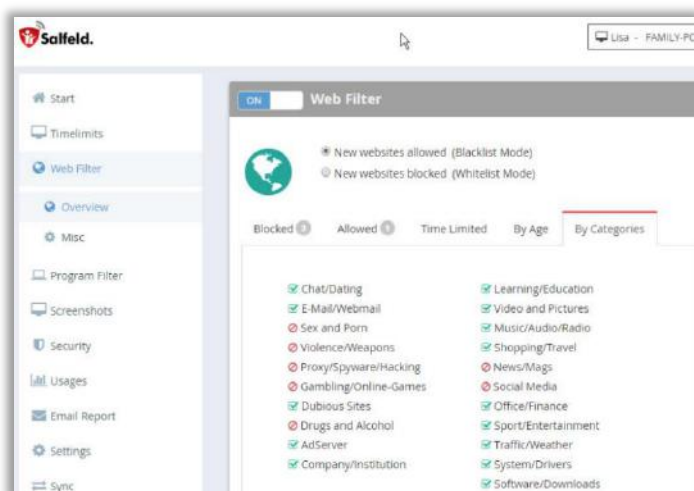 Salfeld.
Lisa - FAMILY-PC
Start
Timelimits
Web Filter
Overview
Misc
Program Filter
Screenshots
Security
Usages
Email Report
Settings
Sync
ON Web Filter
New websites allowed (Blacklist Mode)
New websites blocked (Whitelist Mode)
Blocked 3 Allowed 1 Time Limited By Age By Categories
Chat/Dating
E-Mail/Webmail
Sex and Porn
Violence/Weapons
Proxy/Spyware/Hacking
Gambling/Online-Games
Dubious Sites
Drugs and Alcohol
AdServer
Company/Institution
Learning/Education
Video and Pictures
Music/Audio/Radio
Shopping/Travel
News/Mags
Social Media
Office/Finance
Sport/Entertainment
Traffic/Weather
System/Drivers
Software/Downloads